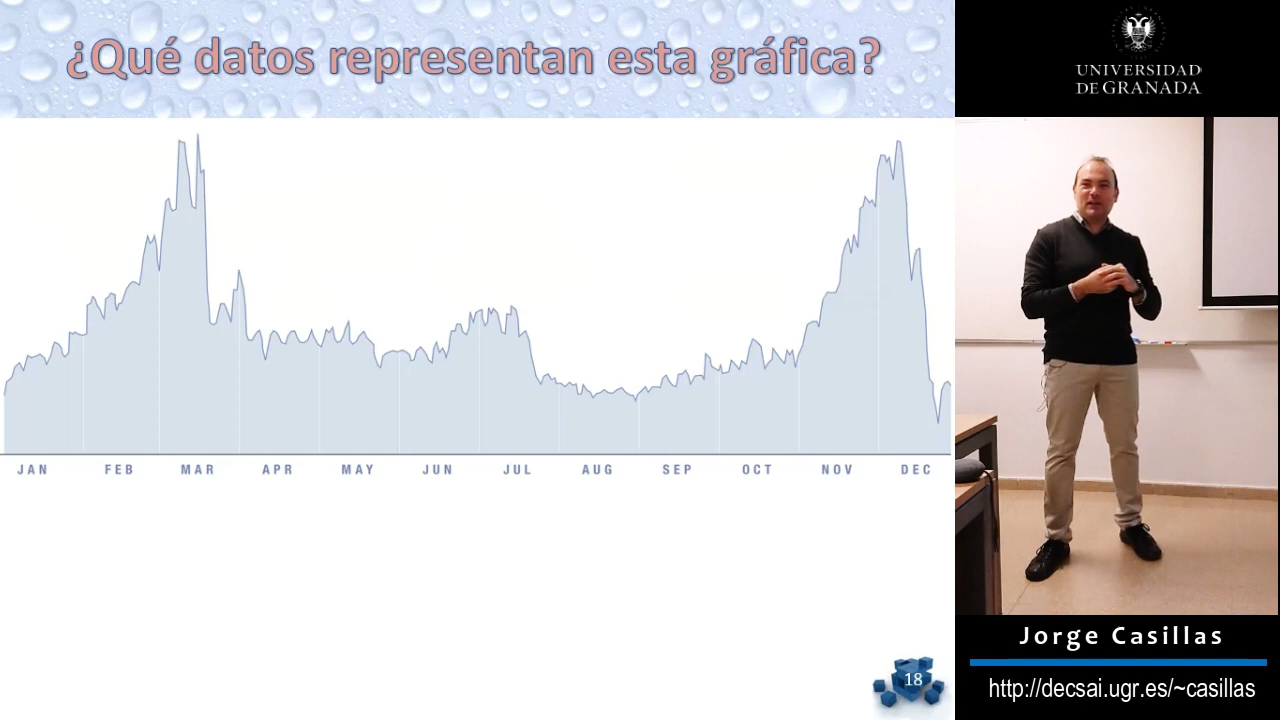 ¿Qué datos representan esta gráfica?
JAN FEB MAR APR MAY JUN JUL AUG SEP OCT NOV DEC
18
UNIVERSIDAD
DE GRANADA
Jorge Casillas
http://decsai.ugr.es/~casillas